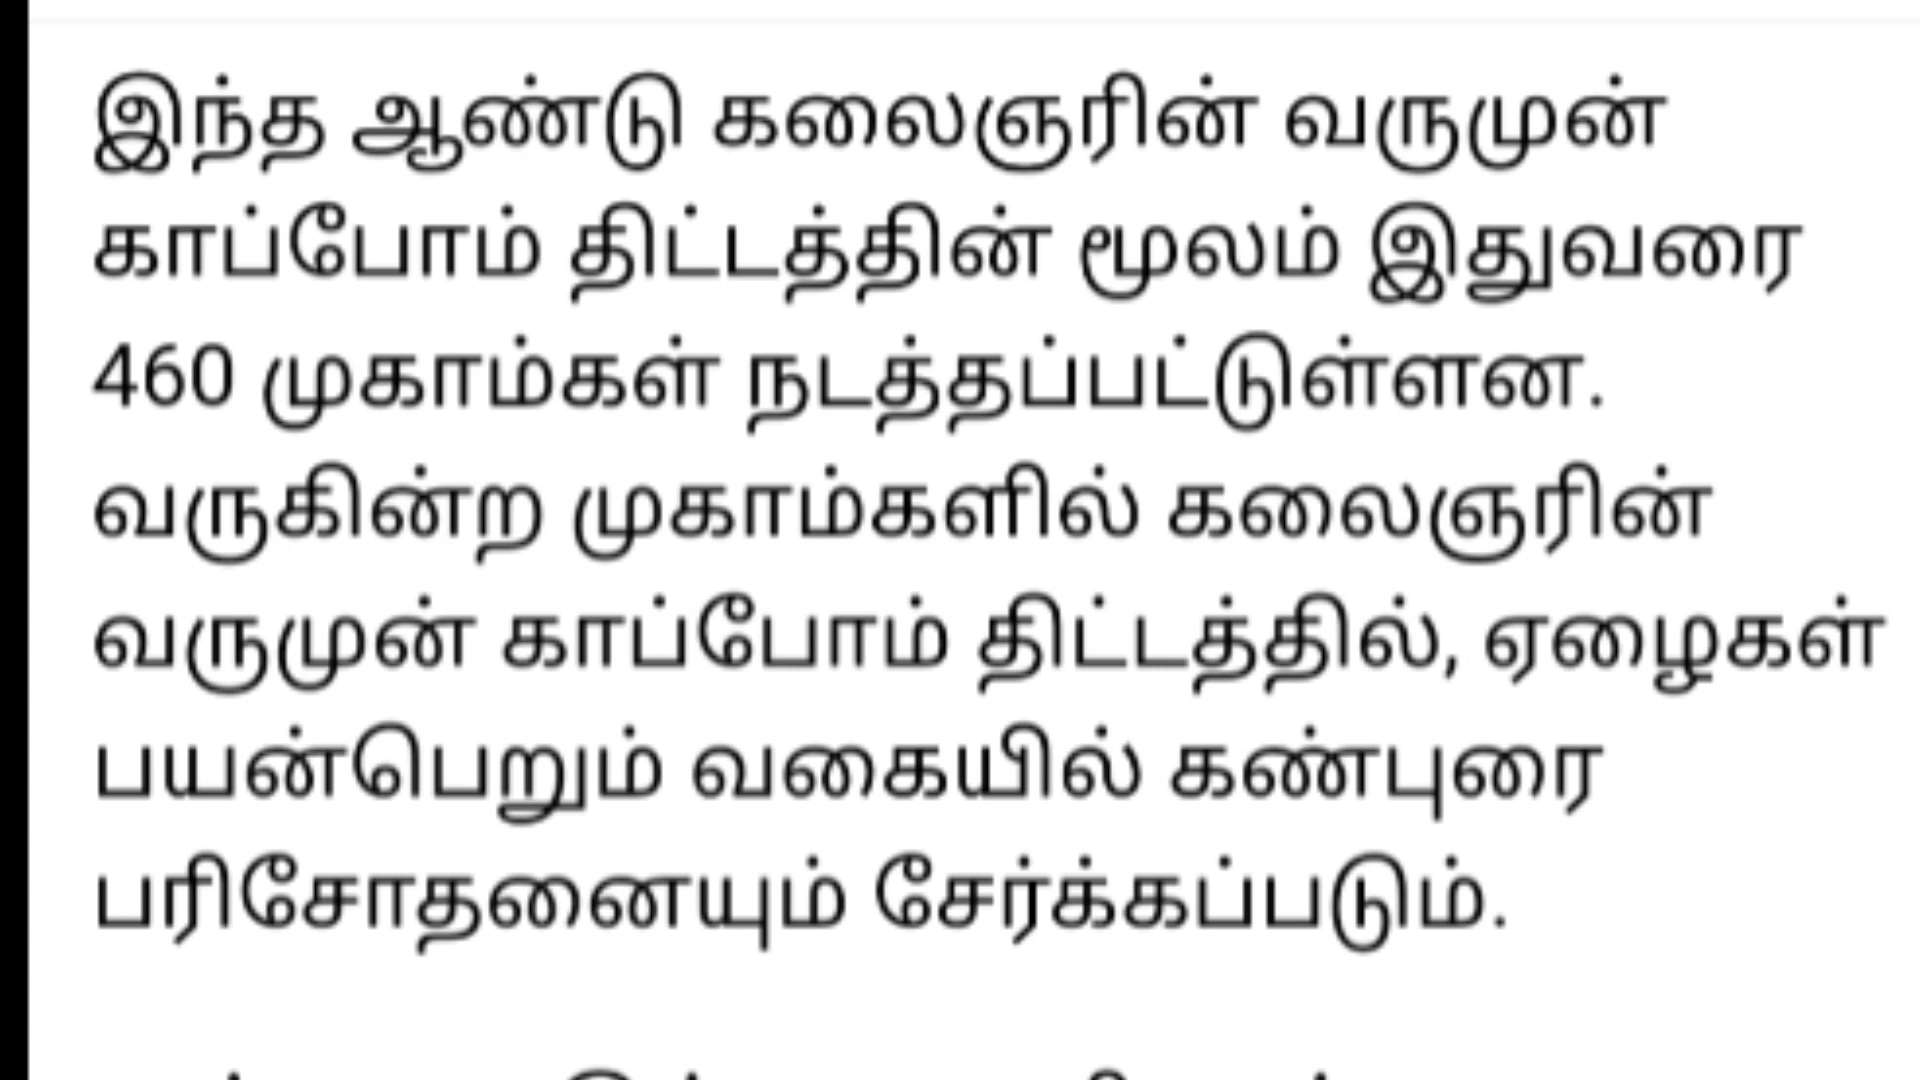 இந்த ஆண்டு கலைஞரின் வருமுன்
காப்போம் திட்டத்தின் மூலம் இதுவரை
460 முகாம்கள் நடத்தப்பட்டுள்ளன.
வருகின்ற முகாம்களில் கலைஞரின்
வருமுன் காப்போம் திட்டத்தில், ஏழைகள்
பயன்பெறும் வகையில் கண்புரை
பரிசோதனையும் சேர்க்கப்படும்.